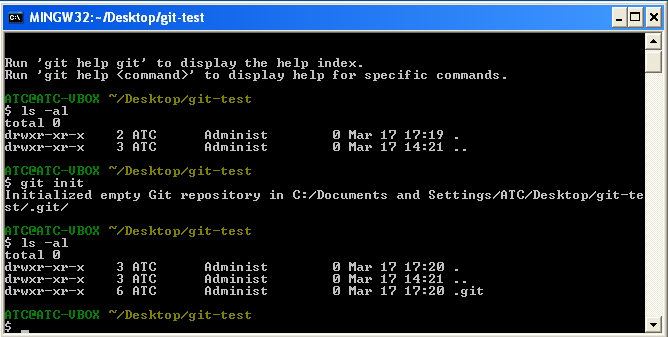 MINGW32:~/Desktop/git-test
Run 'git help git' to display the help index.
Run 'git help <command>' to display help for specific commands.
ATC@ATC-VBOX ~/Desktop/git-test
$ ls -al
total 0
drwxr-xr-x    2 ATC      Administ        0 Mar 17 17:19 .
drwxr-xr-x    3 ATC      Administ        0 Mar 17 14:21 ..
ATC@ATC-VBOX ~/Desktop/git-test
$ git init
Initialized empty Git repository in C:/Documents and Settings/ATC/Desktop/git-te
st/.git/
ATC@ATC-VBOX ~/Desktop/git-test
$ ls -al
total 0
drwxr-xr-x    3 ATC      Administ        0 Mar 17 17:20 .
drwxr-xr-x    3 ATC      Administ        0 Mar 17 14:21 ..
drwxr-xr-x    6 ATC      Administ        0 Mar 17 17:20 .git
ATC@ATC-VBOX ~/Desktop/git-test
$ _